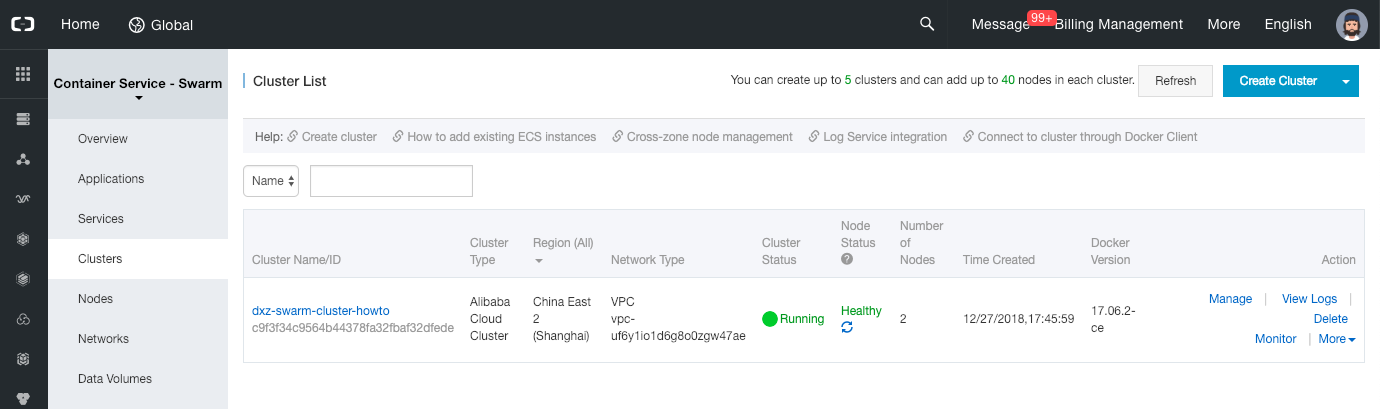 Home Global Message 99+ Billing Management More English
Container Service - Swarm
Overview
Applications
Services
Clusters
Nodes
Networks
Data Volumes
Cluster List
You can create up to 5 clusters and can add up to 40 nodes in each cluster. Refresh Create Cluster
Help: Create cluster How to add existing ECS instances Cross-zone node management Log Service integration Connect to cluster through Docker Client
Name
Cluster Name/ID
Cluster
Type
Region (All)
Network Type
Cluster
Status
Node
Status
Number
of
Nodes
Time Created
Docker
Version
Action
dxz-swarm-cluster-howto
c9f3f34c9564b44378fa32fbaf32dfede
Alibaba
Cloud
Cluster
China East
2
(Shanghai)
VPC
vpc-
uf6y1io1d6g8o0zgw47ae
Running
Healthy
2
12/27/2018,17:45:59
17.06.2-
ce
Manage | View Logs |
Delete
Monitor | More